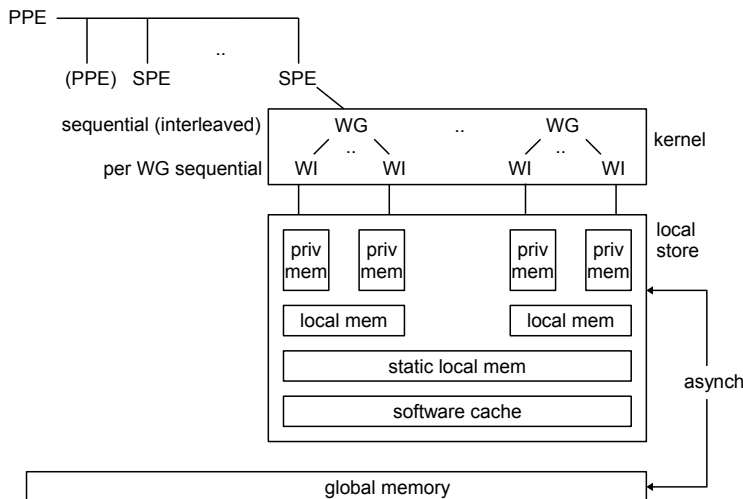 PPE
(PPE) SPE .. SPE
sequential (interleaved) WG .. WG kernel
.. ..
per WG sequential WI WI WI WI
priv mem priv mem priv mem priv mem local store
local mem local mem
static local mem asynch
software cache
global memory